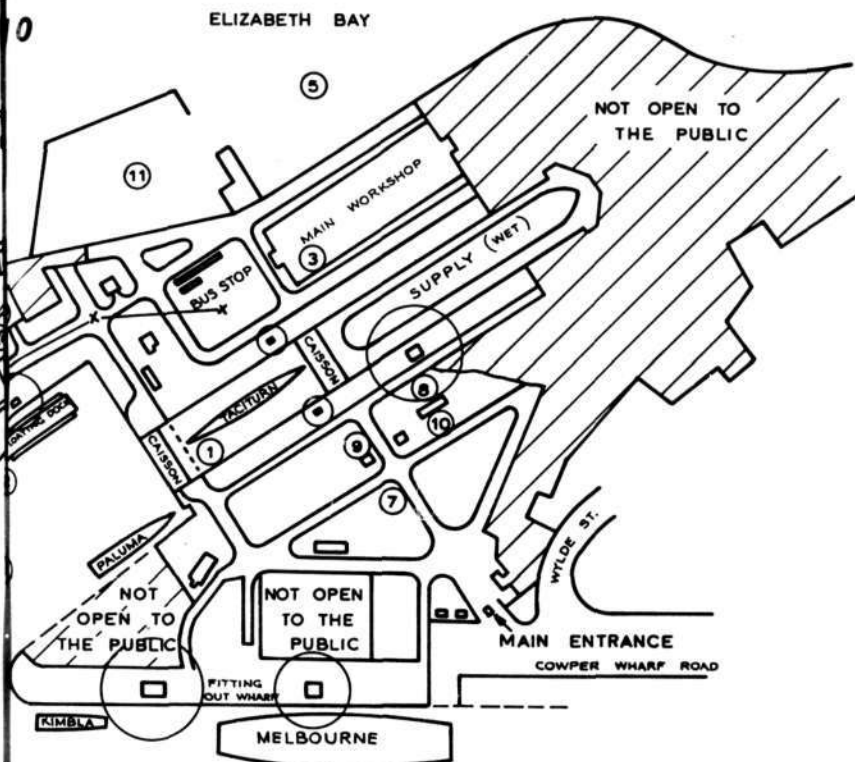 10
ELIZABETH BAY
5
NOT OPEN TO
THE PUBLIC
11
MAIN WORKSHOP
3
BUS STOP
SUPPLY (WET)
CAISSON
TACITURN
8
10
9
1
CAISSON
7
PALUMA
WYLDE ST.
NOT
OPEN TO
THE PUBLIC
NOT OPEN
TO THE
PUBLIC
MAIN ENTRANCE
COWPER WHARF ROAD
FITTING
OUT WHARF
KIMBLA
MELBOURNE